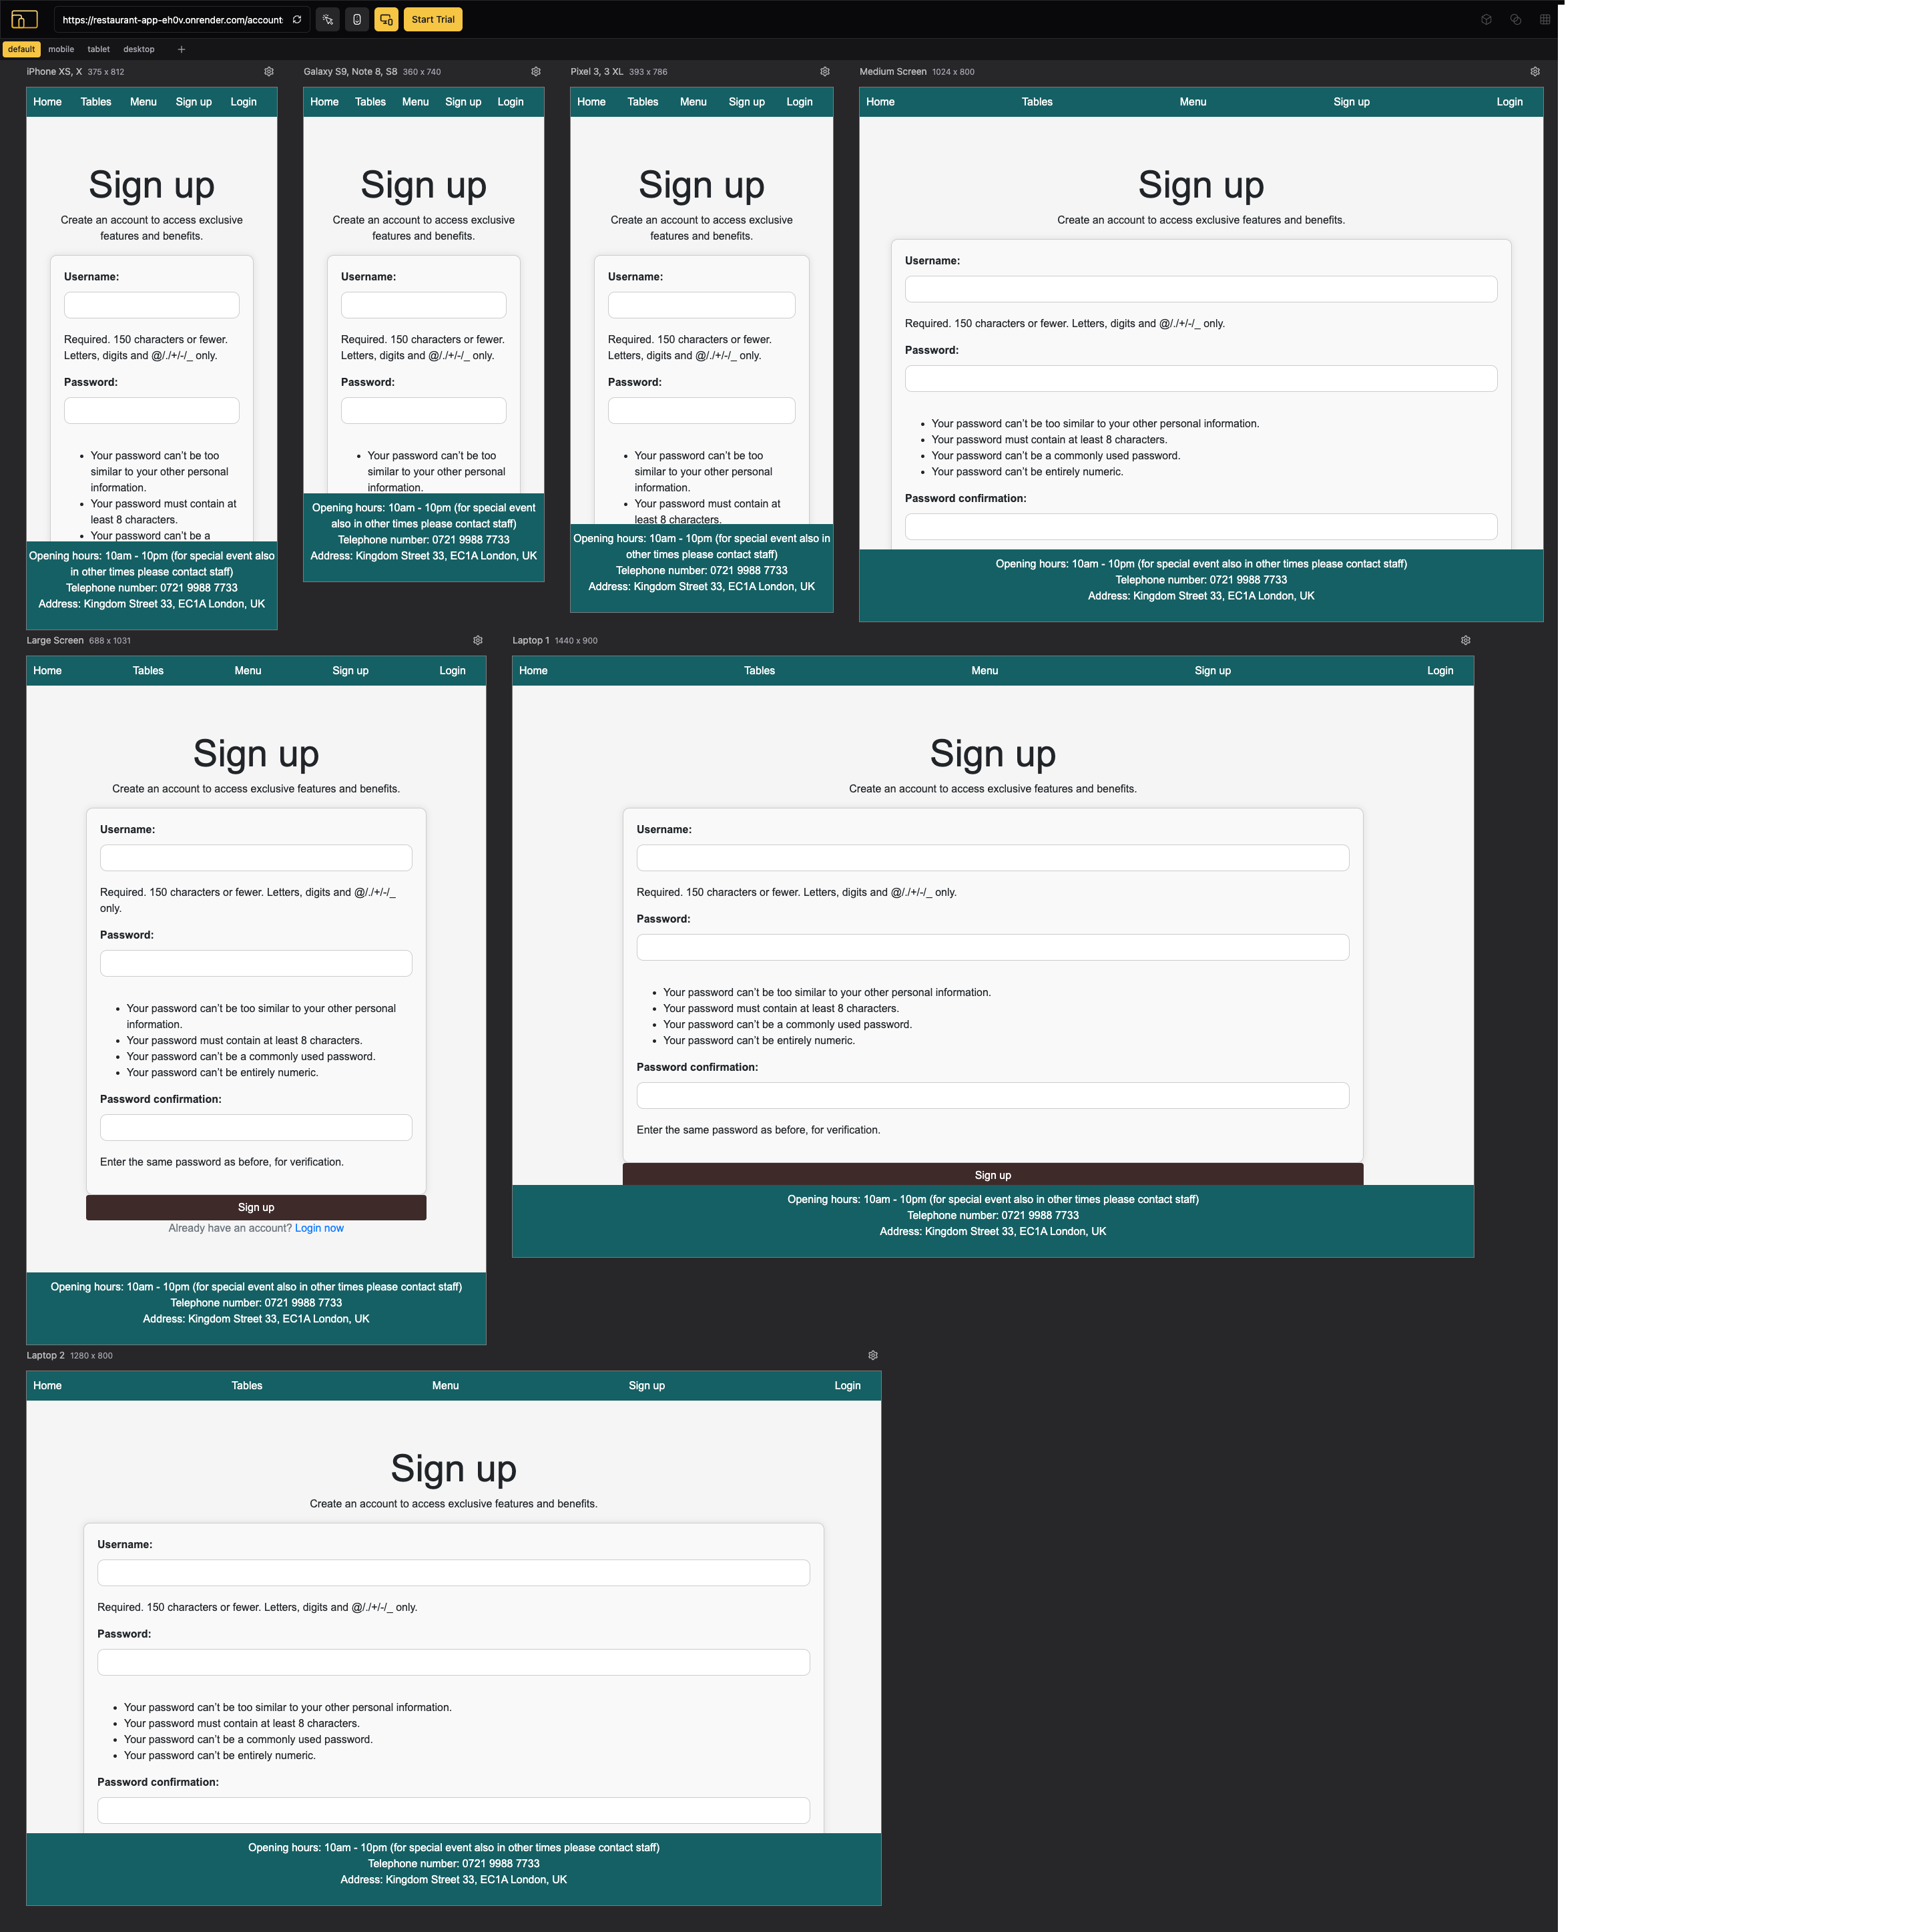 https://restaurant-app-eh0v.onrender.com/account
Start Trial
default mobile tablet desktop +
iPhone XS, X 375 x 812
Home Tables Menu Sign up Login
Sign up
Create an account to access exclusive
features and benefits.
Username:
Required. 150 characters or fewer.
Letters, digits and @/./+/-/_ only.
Password:
• Your password can’t be too
similar to your other personal
information.
• Your password must contain at
least 8 characters.
• Your password can’t be a
Opening hours: 10am - 10pm (for special event also
in other times please contact staff)
Telephone number: 0721 9988 7733
Address: Kingdom Street 33, EC1A London, UK
Galaxy S9, Note 8, S8 360 x 740
Home Tables Menu Sign up Login
Sign up
Create an account to access exclusive
features and benefits.
Username:
Required. 150 characters or fewer.
Letters, digits and @/./+/-/_ only.
Password:
• Your password can’t be too
similar to your other personal
information.
Opening hours: 10am - 10pm (for special event
also in other times please contact staff)
Telephone number: 0721 9988 7733
Address: Kingdom Street 33, EC1A London, UK
Pixel 3, 3 XL 393 x 786
Home Tables Menu Sign up Login
Sign up
Create an account to access exclusive
features and benefits.
Username:
Required. 150 characters or fewer.
Letters, digits and @/./+/-/_ only.
Password:
• Your password can’t be too
similar to your other personal
information.
• Your password must contain at
least 8 characters.
Opening hours: 10am - 10pm (for special event also in
other times please contact staff)
Telephone number: 0721 9988 7733
Address: Kingdom Street 33, EC1A London, UK
Medium Screen 1024 x 800
Home Tables Menu Sign up Login
Sign up
Create an account to access exclusive features and benefits.
Username:
Required. 150 characters or fewer. Letters, digits and @/./+/-/_ only.
Password:
• Your password can’t be too similar to your other personal information.
• Your password must contain at least 8 characters.
• Your password can’t be a commonly used password.
• Your password can’t be entirely numeric.
Password confirmation:
Opening hours: 10am - 10pm (for special event also in other times please contact staff)
Telephone number: 0721 9988 7733
Address: Kingdom Street 33, EC1A London, UK
Large Screen 688 x 1031
Home Tables Menu Sign up Login
Sign up
Create an account to access exclusive features and benefits.
Username:
Required. 150 characters or fewer. Letters, digits and @/./+/-/_
only.
Password:
• Your password can’t be too similar to your other personal
information.
• Your password must contain at least 8 characters.
• Your password can’t be a commonly used password.
• Your password can’t be entirely numeric.
Password confirmation:
Enter the same password as before, for verification.
Sign up
Already have an account? Login now
Opening hours: 10am - 10pm (for special event also in other times please contact staff)
Telephone number: 0721 9988 7733
Address: Kingdom Street 33, EC1A London, UK
Laptop 1 1440 x 900
Home Tables Menu Sign up Login
Sign up
Create an account to access exclusive features and benefits.
Username:
Required. 150 characters or fewer. Letters, digits and @/./+/-/_ only.
Password:
• Your password can’t be too similar to your other personal information.
• Your password must contain at least 8 characters.
• Your password can’t be a commonly used password.
• Your password can’t be entirely numeric.
Password confirmation:
Enter the same password as before, for verification.
Sign up
Opening hours: 10am - 10pm (for special event also in other times please contact staff)
Telephone number: 0721 9988 7733
Address: Kingdom Street 33, EC1A London, UK
Laptop 2 1280 x 800
Home Tables Menu Sign up Login
Sign up
Create an account to access exclusive features and benefits.
Username:
Required. 150 characters or fewer. Letters, digits and @/./+/-/_ only.
Password:
• Your password can’t be too similar to your other personal information.
• Your password must contain at least 8 characters.
• Your password can’t be a commonly used password.
• Your password can’t be entirely numeric.
Password confirmation:
Opening hours: 10am - 10pm (for special event also in other times please contact staff)
Telephone number: 0721 9988 7733
Address: Kingdom Street 33, EC1A London, UK